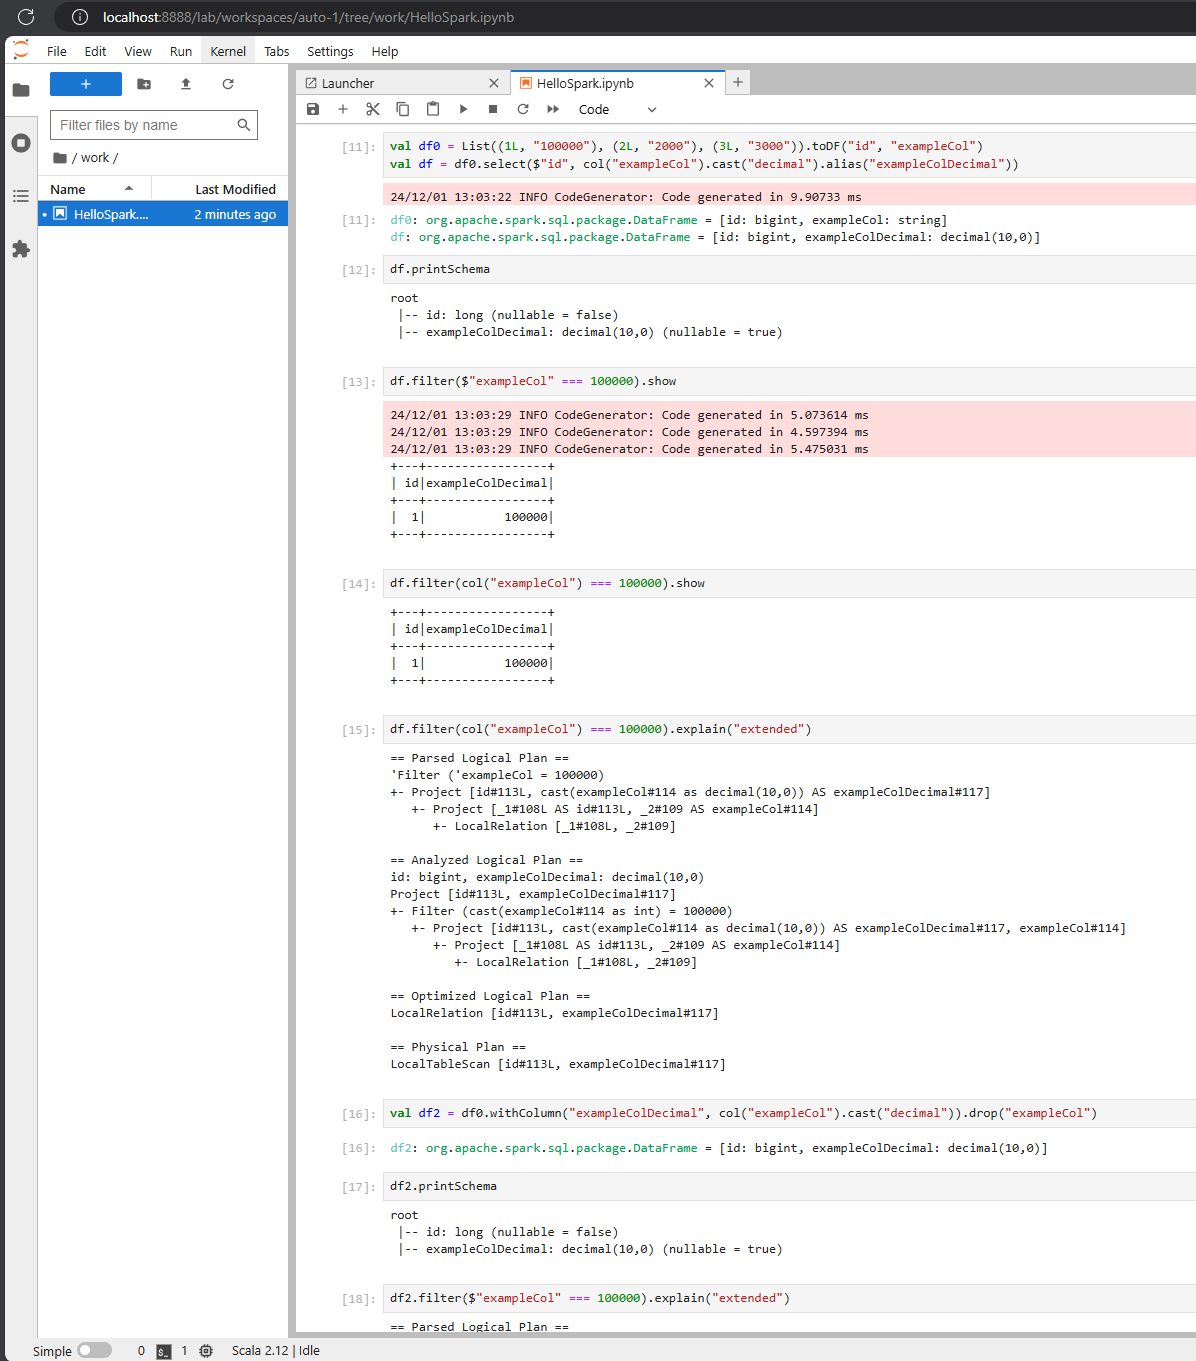 localhost:8888/lab/workspaces/auto-1/tree/work/HelloSpark.ipynb
File Edit View Run Kernel Tabs Settings Help
Filter files by name
/ work /
Name Last Modified
HelloSpark.... 2 minutes ago
Launcher HelloSpark.ipynb
Code
[11]: val df0 = List((1L, "100000"), (2L, "2000"), (3L, "3000")).toDF("id", "exampleCol")
val df = df0.select($"id", col("exampleCol").cast("decimal").alias("exampleColDecimal"))
24/12/01 13:03:22 INFO CodeGenerator: Code generated in 9.90733 ms
[11]: df0: org.apache.spark.sql.package.DataFrame = [id: bigint, exampleCol: string]
df: org.apache.spark.sql.package.DataFrame = [id: bigint, exampleColDecimal: decimal(10,0)]
[12]: df.printSchema
root
|-- id: long (nullable = false)
|-- exampleColDecimal: decimal(10,0) (nullable = true)
[13]: df.filter($"exampleCol" === 100000).show
24/12/01 13:03:29 INFO CodeGenerator: Code generated in 5.073614 ms
24/12/01 13:03:29 INFO CodeGenerator: Code generated in 4.597394 ms
24/12/01 13:03:29 INFO CodeGenerator: Code generated in 5.475031 ms
+---+-----------------+
| id|exampleColDecimal|
+---+-----------------+
|  1|           100000|
+---+-----------------+
[14]: df.filter(col("exampleCol") === 100000).show
+---+-----------------+
| id|exampleColDecimal|
+---+-----------------+
|  1|           100000|
+---+-----------------+
[15]: df.filter(col("exampleCol") === 100000).explain("extended")
== Parsed Logical Plan ==
'Filter ('exampleCol = 100000)
+- Project [id#113L, cast(exampleCol#114 as decimal(10,0)) AS exampleColDecimal#117]
   +- Project [_1#108L AS id#113L, _2#109 AS exampleCol#114]
      +- LocalRelation [_1#108L, _2#109]
== Analyzed Logical Plan ==
id: bigint, exampleColDecimal: decimal(10,0)
Project [id#113L, exampleColDecimal#117]
+- Filter (cast(exampleCol#114 as int) = 100000)
   +- Project [id#113L, cast(exampleCol#114 as decimal(10,0)) AS exampleColDecimal#117, exampleCol#114]
      +- Project [_1#108L AS id#113L, _2#109 AS exampleCol#114]
         +- LocalRelation [_1#108L, _2#109]
== Optimized Logical Plan ==
LocalRelation [id#113L, exampleColDecimal#117]
== Physical Plan ==
LocalTableScan [id#113L, exampleColDecimal#117]
[16]: val df2 = df0.withColumn("exampleColDecimal", col("exampleCol").cast("decimal")).drop("exampleCol")
[16]: df2: org.apache.spark.sql.package.DataFrame = [id: bigint, exampleColDecimal: decimal(10,0)]
[17]: df2.printSchema
root
|-- id: long (nullable = false)
|-- exampleColDecimal: decimal(10,0) (nullable = true)
[18]: df2.filter($"exampleCol" === 100000).explain("extended")
== Parsed Logical Plan ==
Simple 0 $_ 1 Scala 2.12 | Idle